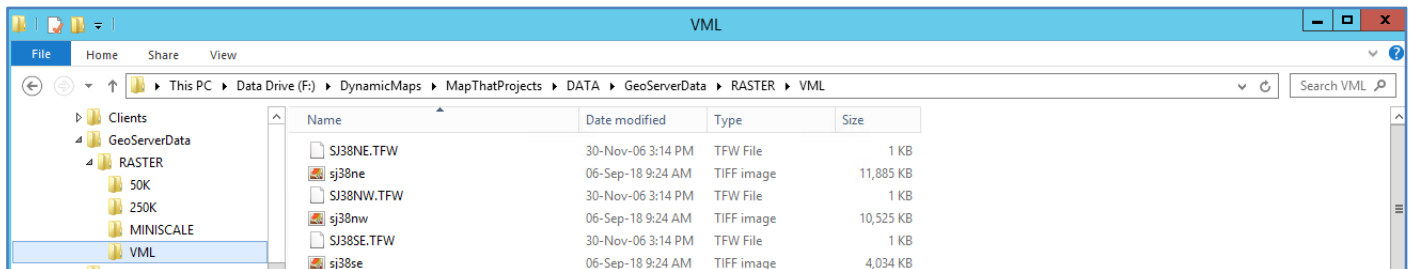 VML
File Home Share View
This PC Data Drive (F:) DynamicMaps MapThatProjects DATA GeoServerData RASTER VML Search VML
Clients
GeoServerData
RASTER
50K
250K
MINISCALE
VML
Name Date modified Type Size
SJ38NE.TFW 30-Nov-06 3:14 PM TFW File 1 KB
sj38ne 06-Sep-18 9:24 AM TIFF image 11,885 KB
SJ38NW.TFW 30-Nov-06 3:14 PM TFW File 1 KB
sj38nw 06-Sep-18 9:24 AM TIFF image 10,525 KB
SJ38SE.TFW 30-Nov-06 3:14 PM TFW File 1 KB
sj38se 06-Sep-18 9:24 AM TIFF image 4,034 KB